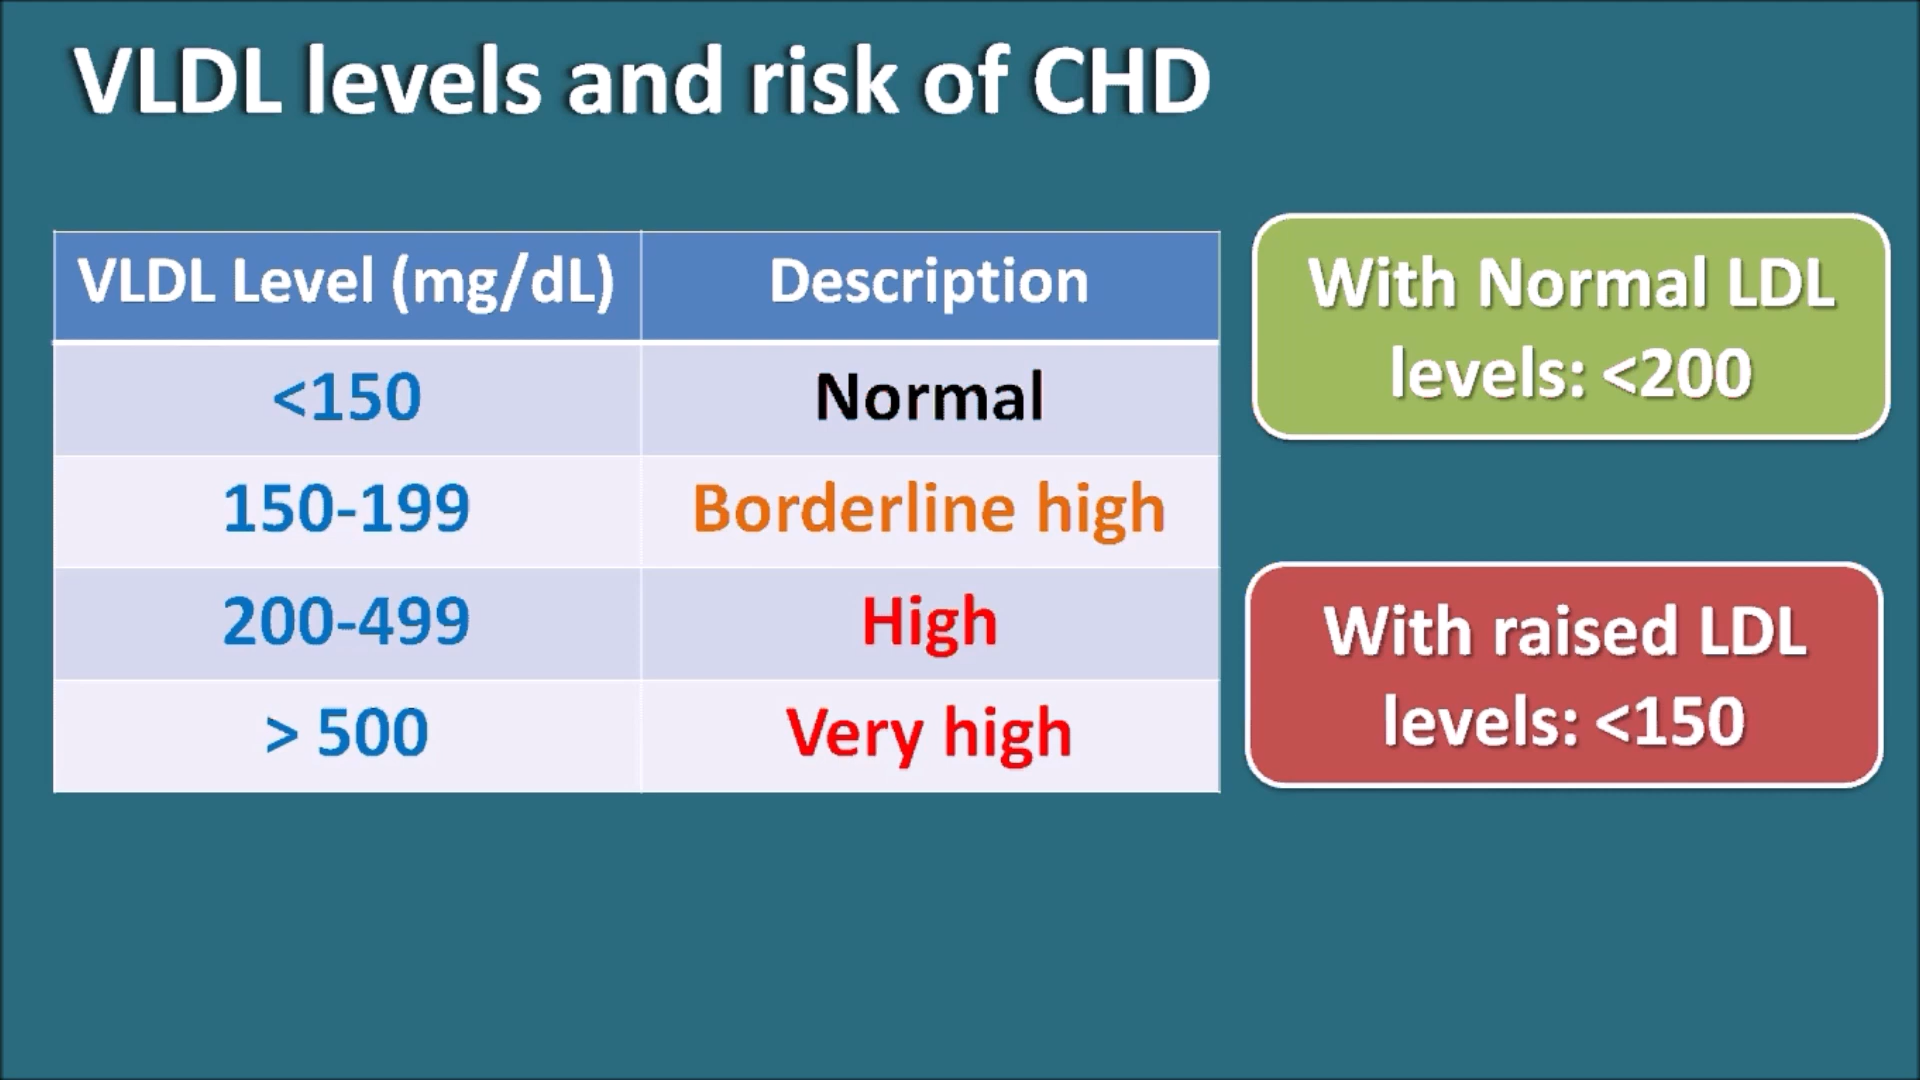 VLDL levels and risk of CHD
VLDL Level (mg/dL) Description
<150 Normal
150-199 Borderline high
200-499 High
> 500 Very high
With Normal LDL
levels: <200
With raised LDL
levels: <150